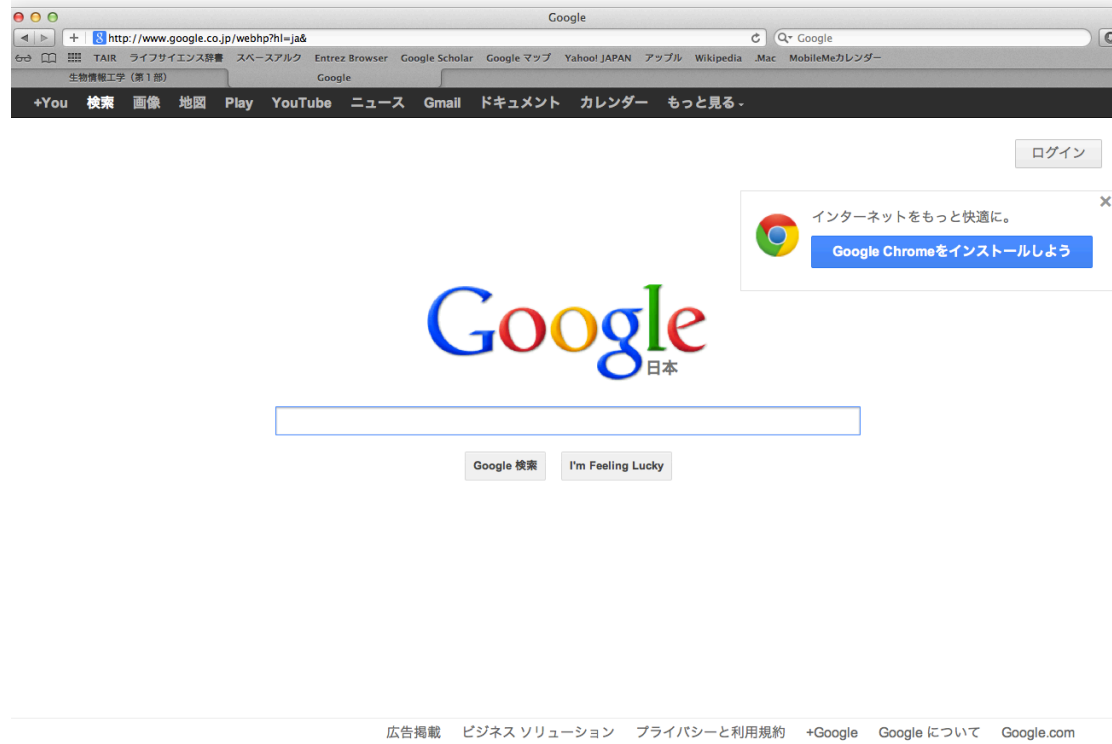 Google
http://www.google.co.jp/webhp?hl=ja& Google
TAIR ライフサイエンス辞書 スペースアルク Entrez Browser Google Scholar Google マップ Yahoo! JAPAN アップル Wikipedia .Mac MobileMeカレンダー
生物情報工学（第1部） Google
+You 検索 画像 地図 Play YouTube ニュース Gmail ドキュメント カレンダー もっと見る
ログイン
インターネットをもっと快適に。
Google Chromeをインストールしよう
Google
日本
Google 検索 I'm Feeling Lucky
広告掲載 ビジネス ソリューション プライバシーと利用規約 +Google Google について Google.com